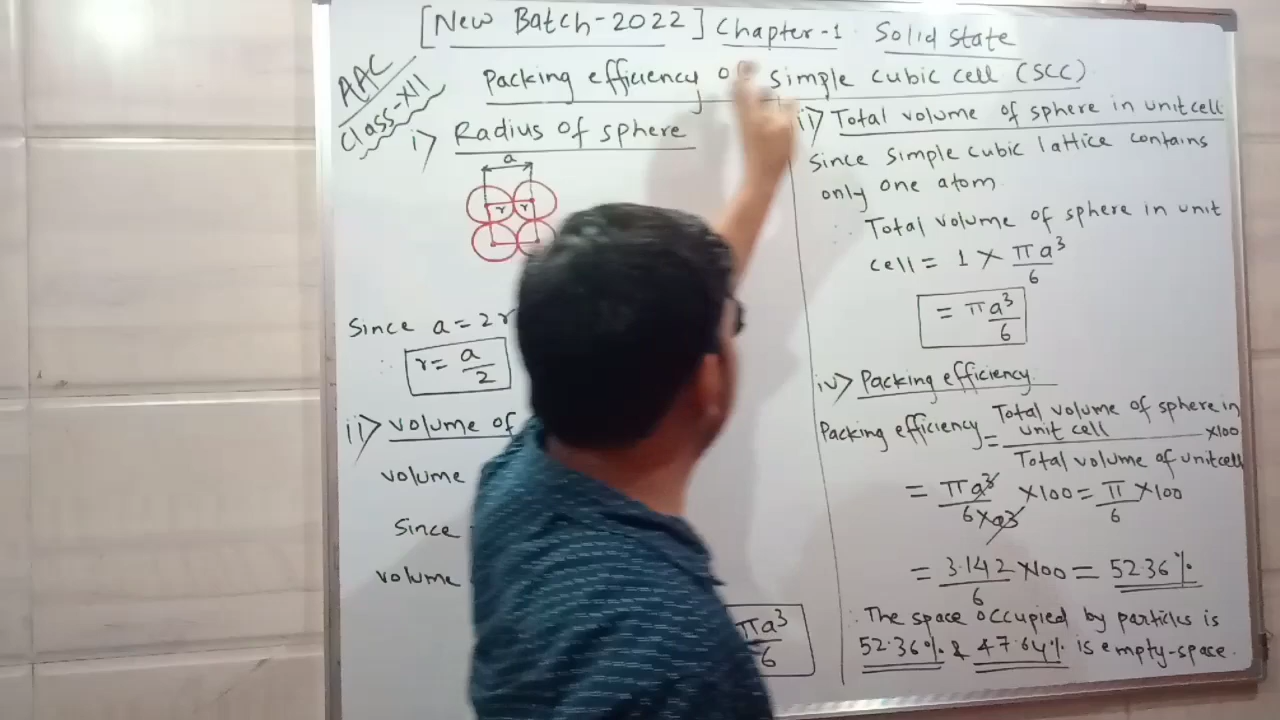 [New Batch-2022] Chapter-1 Solid state
AAC
Class-XII
Packing efficiency of simple cubic cell (SCC)
i) Radius of sphere
a
r r
Since a = 2r
∴ r = a/2
ii) volume of
volume
Since
volume
πa³/6
iii) Total volume of sphere in unit cell
Since simple cubic lattice contains
only one atom
∴ Total volume of sphere in unit
cell = 1 × πa³/6
= πa³/6
iv) Packing efficiency
Packing efficiency = Total volume of sphere in unit cell / Total volume of unit cell ×100
= πa³/6×a³ ×100 = π/6 ×100
= 3.142/6 ×100 = 52.36%
∴ The space occupied by particles is
52.36% & 47.64% is empty-space.